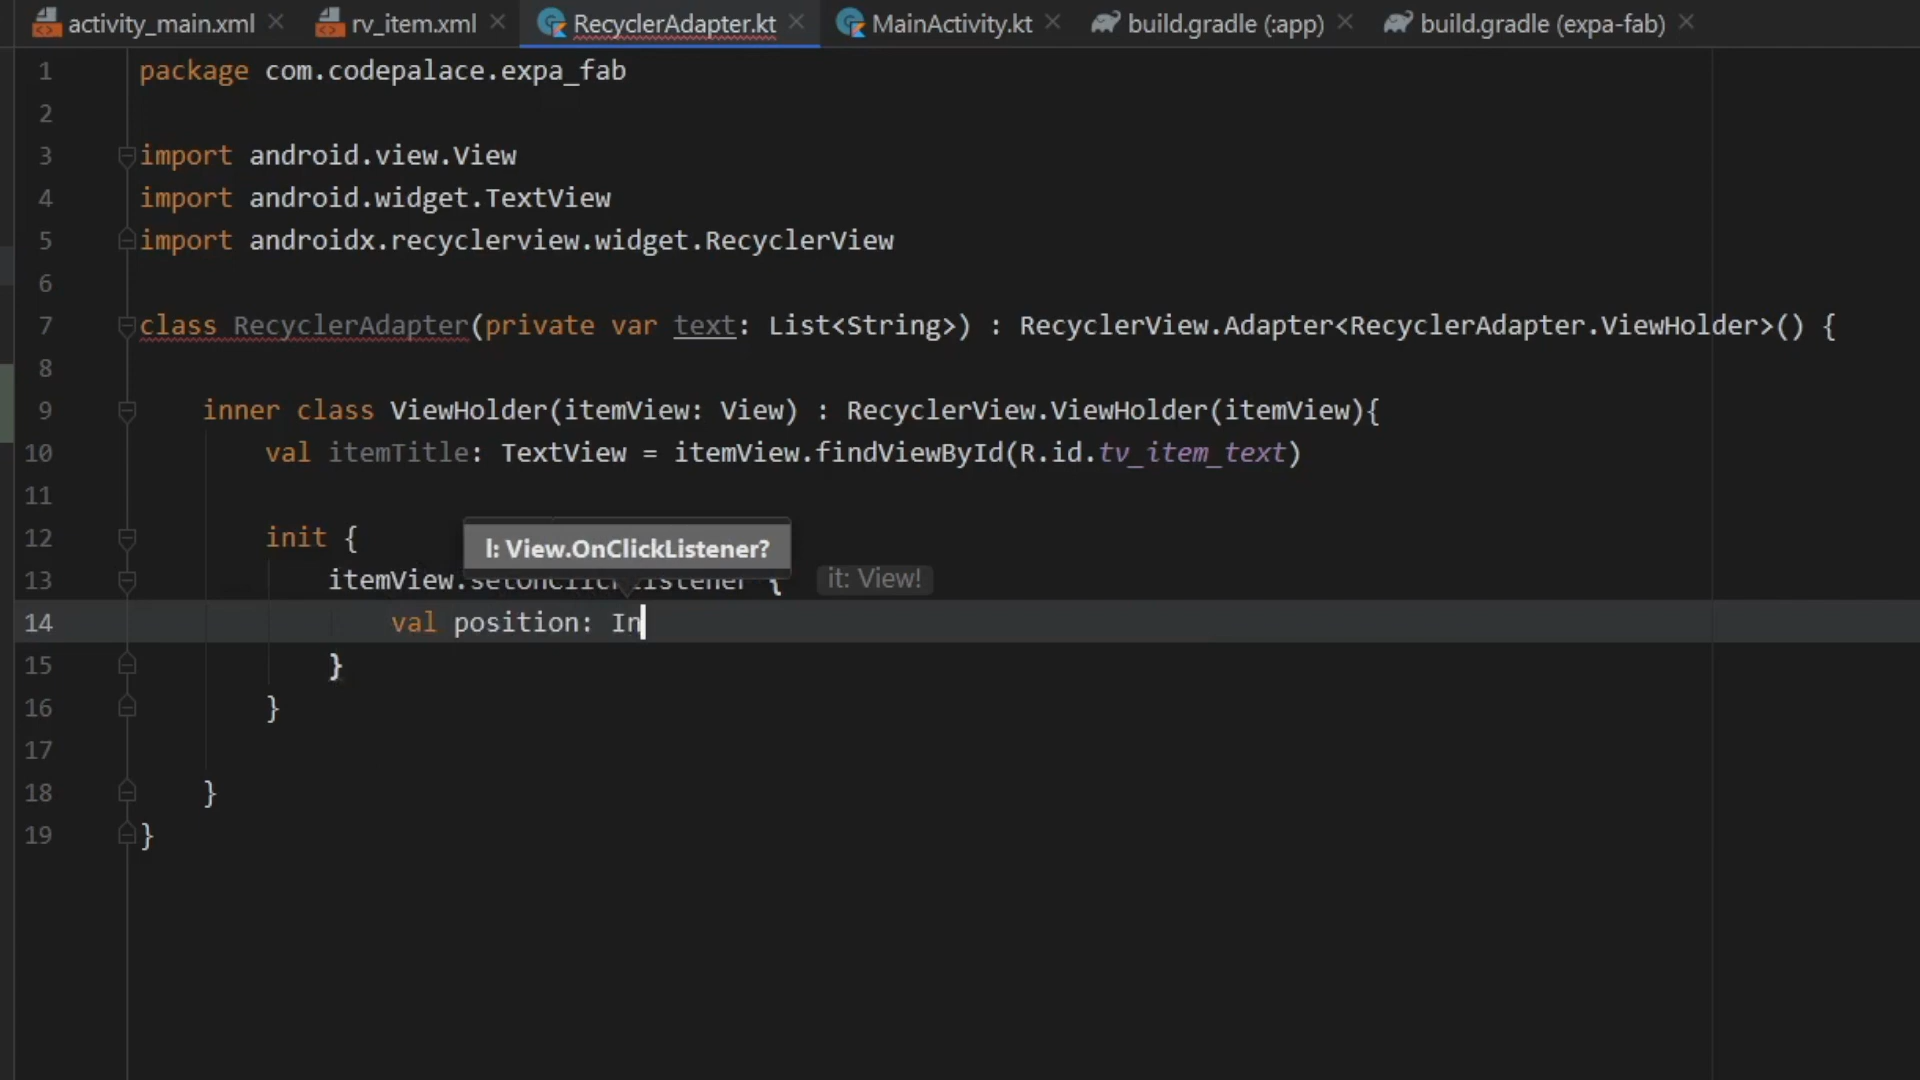 activity_main.xml rv_item.xml RecyclerAdapter.kt MainActivity.kt build.gradle (:app) build.gradle (expa-fab)
1 package com.codepalace.expa_fab
2
3 import android.view.View
4 import android.widget.TextView
5 import androidx.recyclerview.widget.RecyclerView
6
7 class RecyclerAdapter(private var text: List<String>) : RecyclerView.Adapter<RecyclerAdapter.ViewHolder>() {
8
9 inner class ViewHolder(itemView: View) : RecyclerView.ViewHolder(itemView){
10 val itemTitle: TextView = itemView.findViewById(R.id.tv_item_text)
11
12 init {
l: View.OnClickListener?
13 itemView.setOnClickListener { it: View!
14 val position: In
15 }
16 }
17
18 }
19 }